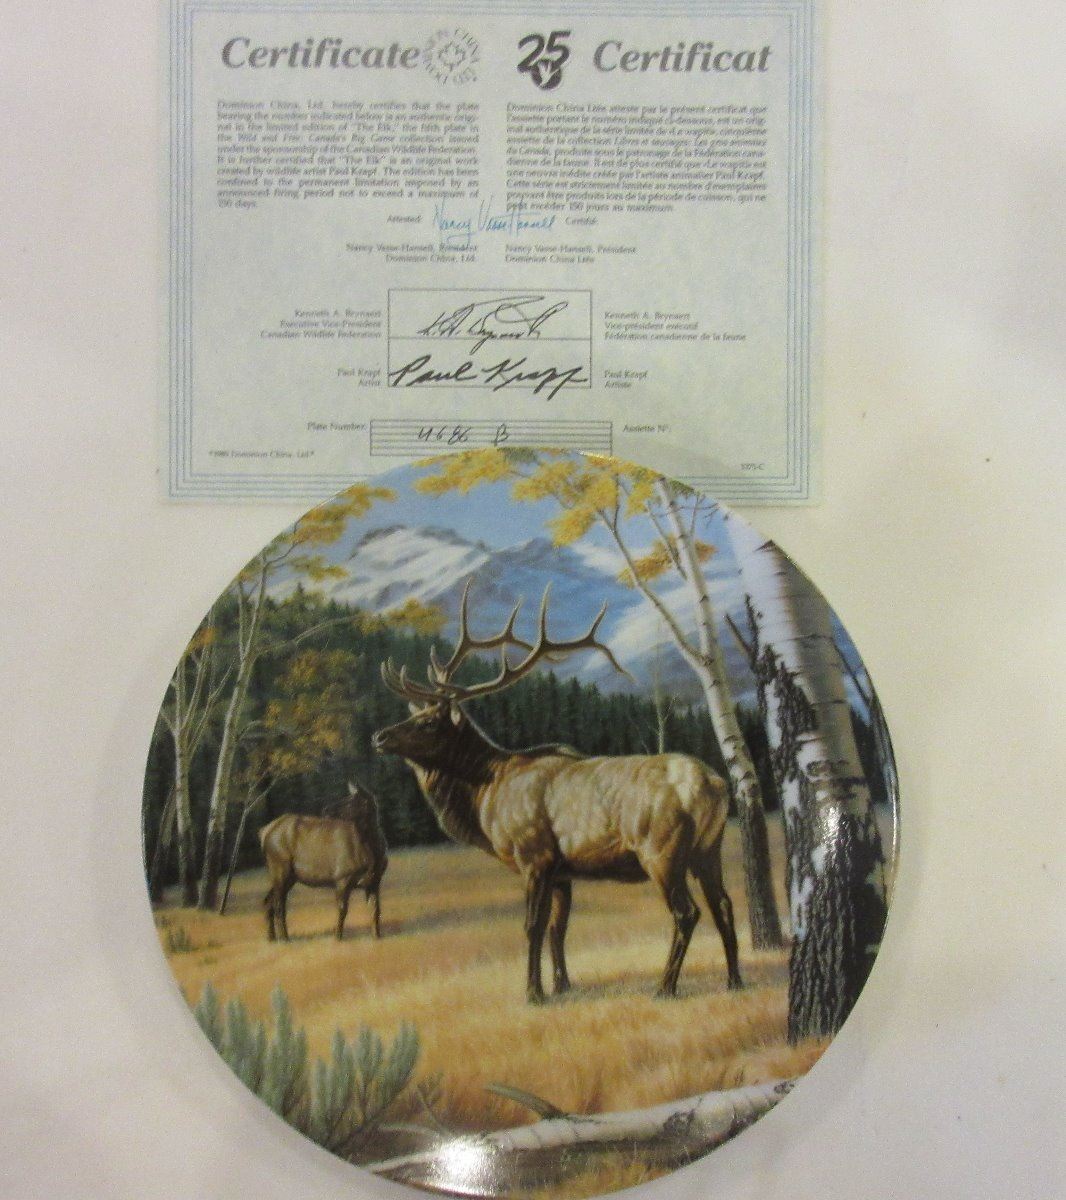 Certificate
25
Certificat
Dominion China, Ltd. hereby certifies that the plate
bearing the number indicated below is an authentic origi-
nal in the limited edition of "The Elk," the fifth plate in
the Wild and Free: Canada's Big Game collection issued
under the sponsorship of the Canadian Wildlife Federation.
It is further certified that "The Elk" is an original work
created by wildlife artist Paul Krapf. The edition has been
confined to the permanent limitation imposed by an
announced firing period not to exceed a maximum of
150 days.
Dominion China Ltée atteste par le présent certificat que
l'assiette portant le numéro indiqué ci-dessous, est un orig-
inal authentique de la série limitée de «Le wapiti», cinquième
assiette de la collection Libres et sauvages: Les gros animaux
du Canada, produite sous le patronage de la Fédération cana-
dienne de la faune. Il est de plus certifié que «Le wapiti» est
une oeuvre inédite créée par l'artiste animalier Paul Krapf.
Cette série est strictement limitée au nombre d'exemplaires
pouvant être produits lors de la période de cuisson, qui ne
peut excéder 150 jours au maximum.
Attested: Nancy Vasse-Hansell Certifié:
Nancy Vasse-Hansell, President
Dominion China, Ltd.
Nancy Vasse-Hansell, Président
Dominion China Ltée
Kenneth A. Brynaert
Executive Vice-President
Canadian Wildlife Federation
Kenneth A. Brynaert
Vice-président exécutif
Fédération canadienne de la faune
Paul Krapf
Artist
Paul Krapf
Paul Krapf
Artiste
Plate Number: 4686 B Assiette N°:
Dominion China, Ltd.